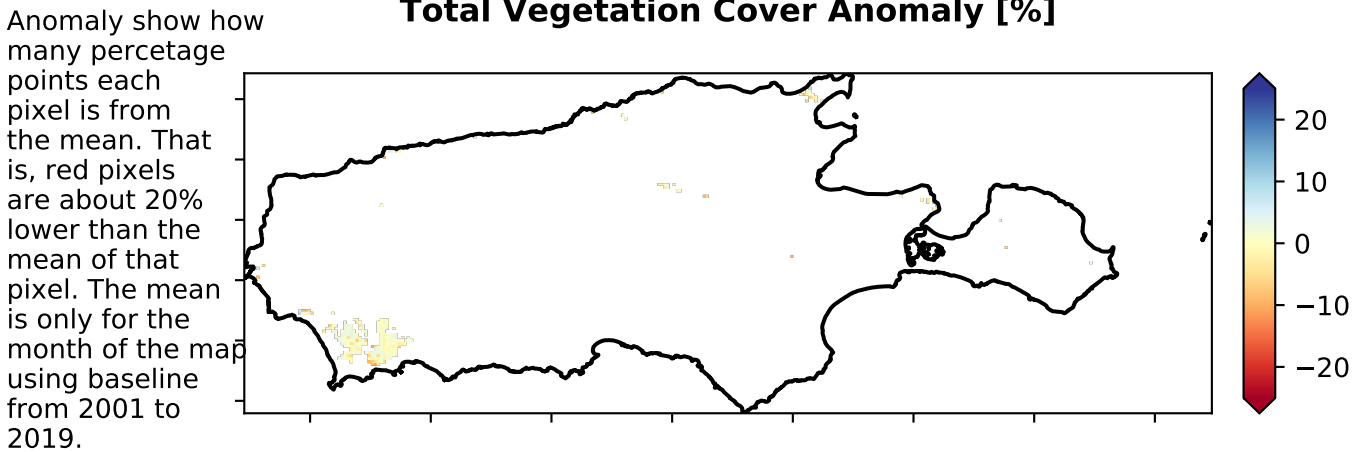 Total Vegetation Cover Anomaly [%]
Anomaly show how
many percetage
points each
pixel is from
the mean. That
is, red pixels
are about 20%
lower than the
mean of that
pixel. The mean
is only for the
month of the map
using baseline
from 2001 to
2019.
20
10
0
−10
−20